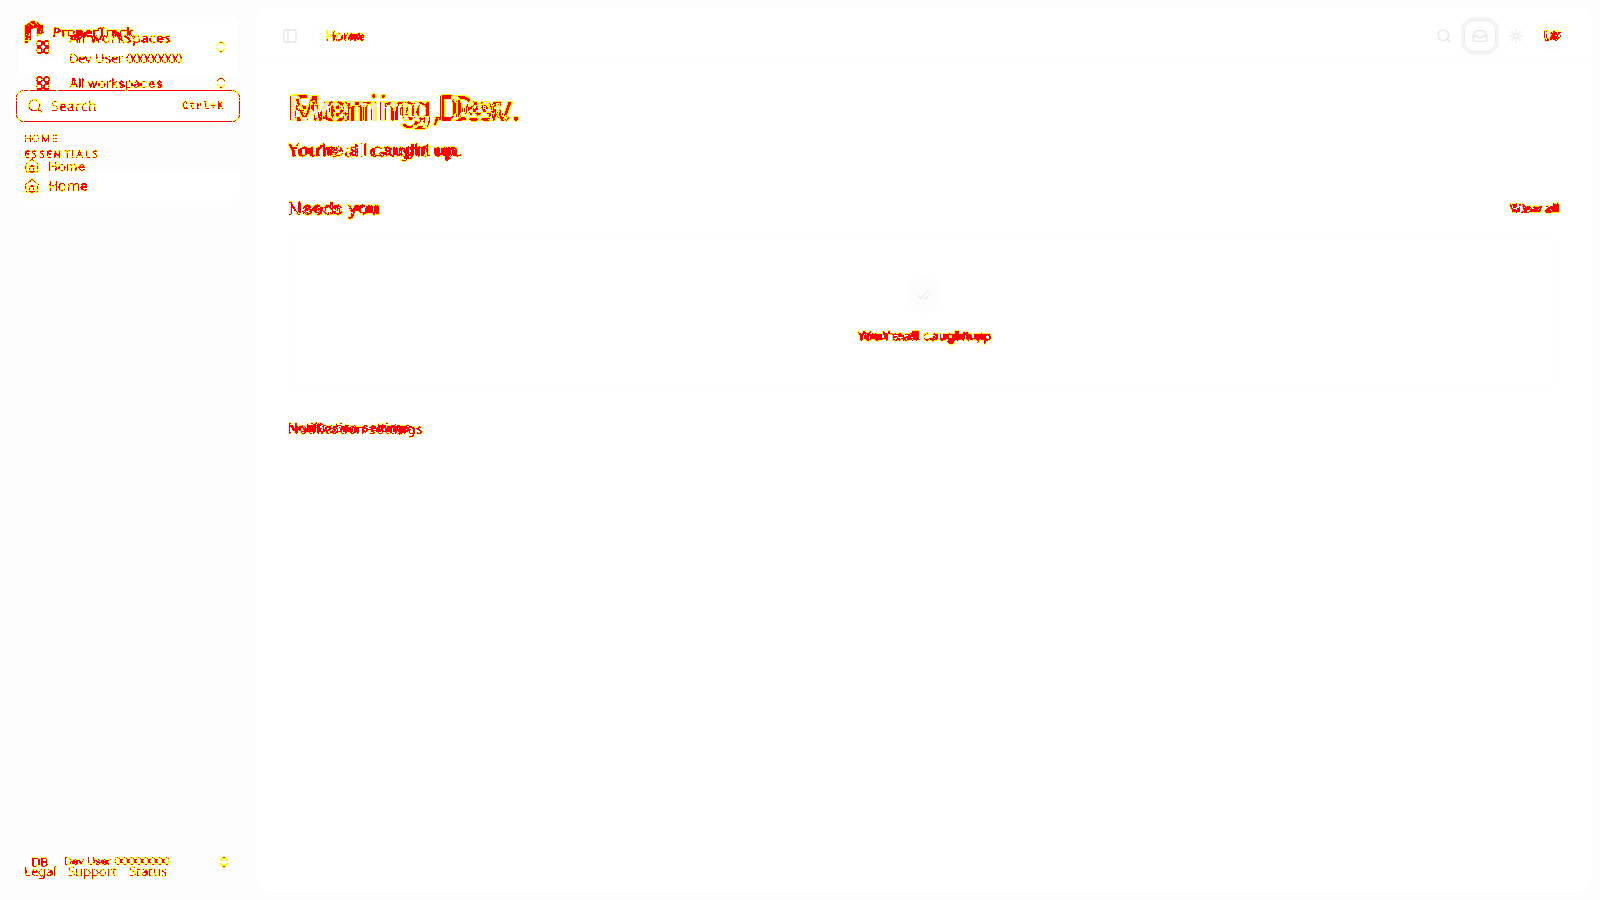 ProperTrack
All workspaces
Dev User 00000000
All workspaces
Search Ctrl+K
HOME
ESSENTIALS
Home
Home
DB Dev User 00000000
Legal Support Status
Home
Dev.
You're all caught up.
Needs you
View all
You're all caught up
Notification settings